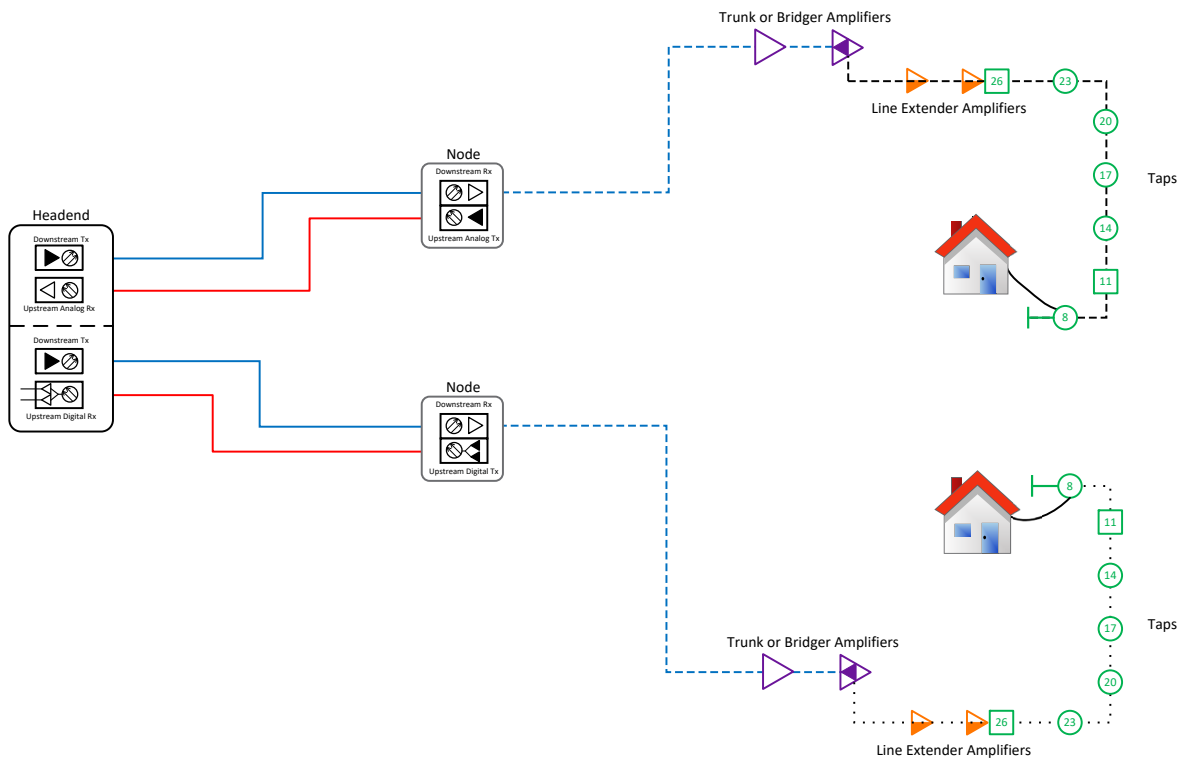 Trunk or Bridger Amplifiers
26
23
Line Extender Amplifiers
20
Node
Downstream Rx
17
Taps
Upstream Analog Tx
14
Headend
Downstream Tx
11
Upstream Analog Rx
8
Downstream Tx
Upstream Digital Rx
Node
Downstream Rx
Upstream Digital Tx
8
11
14
17
Taps
Trunk or Bridger Amplifiers
20
26
23
Line Extender Amplifiers